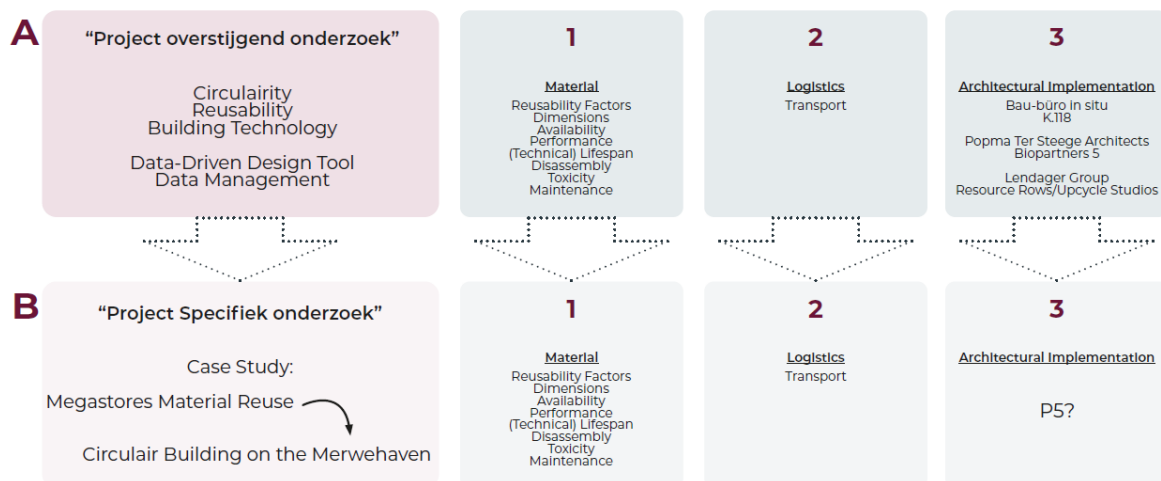 A
“Project overstijgend onderzoek”
Circulairity
Reusability
Building Technology
Data-Driven Design Tool
Data Management
1
Material
Reusability Factors
Dimensions
Availability
Performance
(Technical) Lifespan
Disassembly
Toxicity
Maintenance
2
Logistics
Transport
3
Architectural Implementation
Bau-büro in situ
K.118
Popma Ter Steege Architects
Biopartners 5
Lendager Group
Resource Rows/Upcycle Studios
B
“Project Specifiek onderzoek”
Case Study:
Megastores Material Reuse
Circulair Building on the Merwehaven
1
Material
Reusability Factors
Dimensions
Availability
Performance
(Technical) Lifespan
Disassembly
Toxicity
Maintenance
2
Logistics
Transport
3
Architectural Implementation
P5?